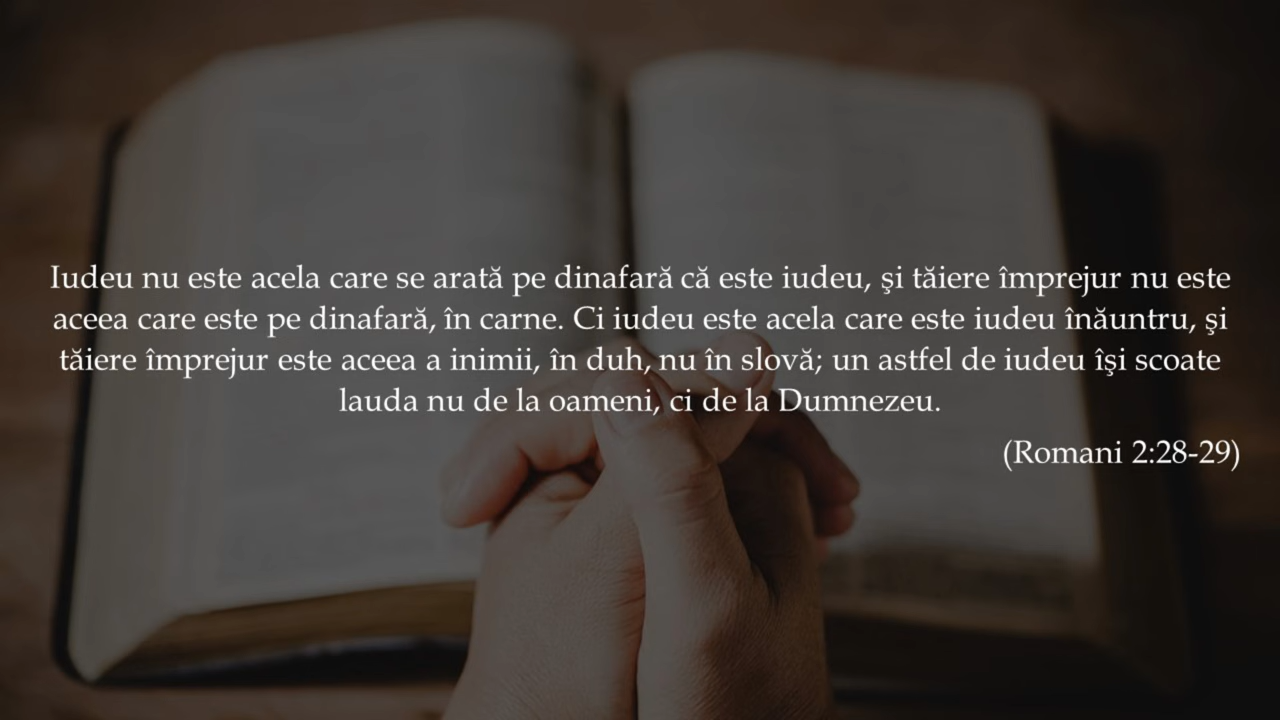 Iudeu nu este acela care se arată pe dinafară că este iudeu, şi tăiere împrejur nu este
aceea care este pe dinafară, în carne. Ci iudeu este acela care este iudeu înăuntru, şi
tăiere împrejur este aceea a inimii, în duh, nu în slovă; un astfel de iudeu îşi scoate
lauda nu de la oameni, ci de la Dumnezeu.
(Romani 2:28-29)